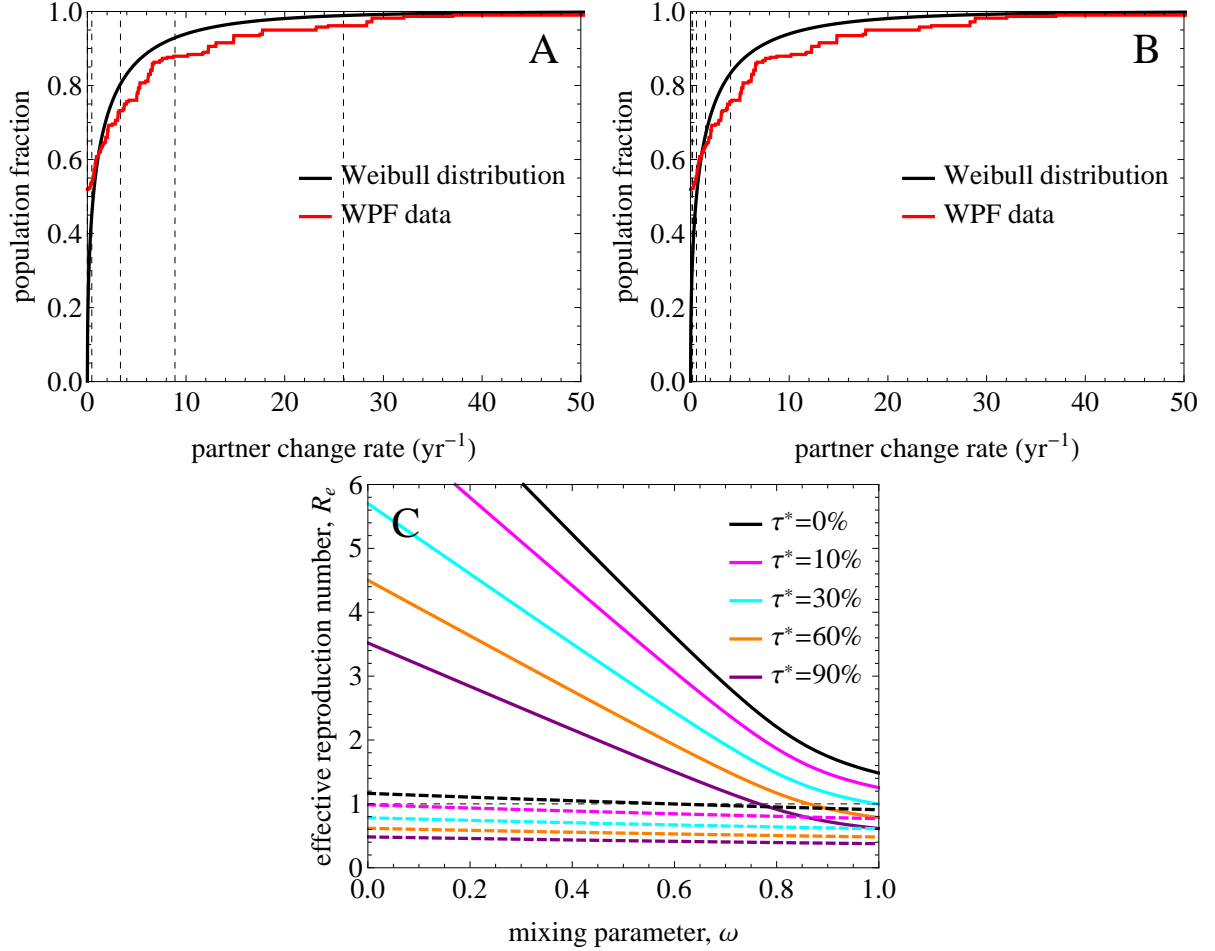 A
1.0
0.8
0.6
0.4
0.2
0.0
population fraction
Weibull distribution
WPF data
0 10 20 30 40 50
partner change rate (yr⁻¹)
B
1.0
0.8
0.6
0.4
0.2
0.0
population fraction
Weibull distribution
WPF data
0 10 20 30 40 50
partner change rate (yr⁻¹)
C
6
5
4
3
2
1
0
effective reproduction number, Rₑ
τ*=0%
τ*=10%
τ*=30%
τ*=60%
τ*=90%
0.0 0.2 0.4 0.6 0.8 1.0
mixing parameter, ω